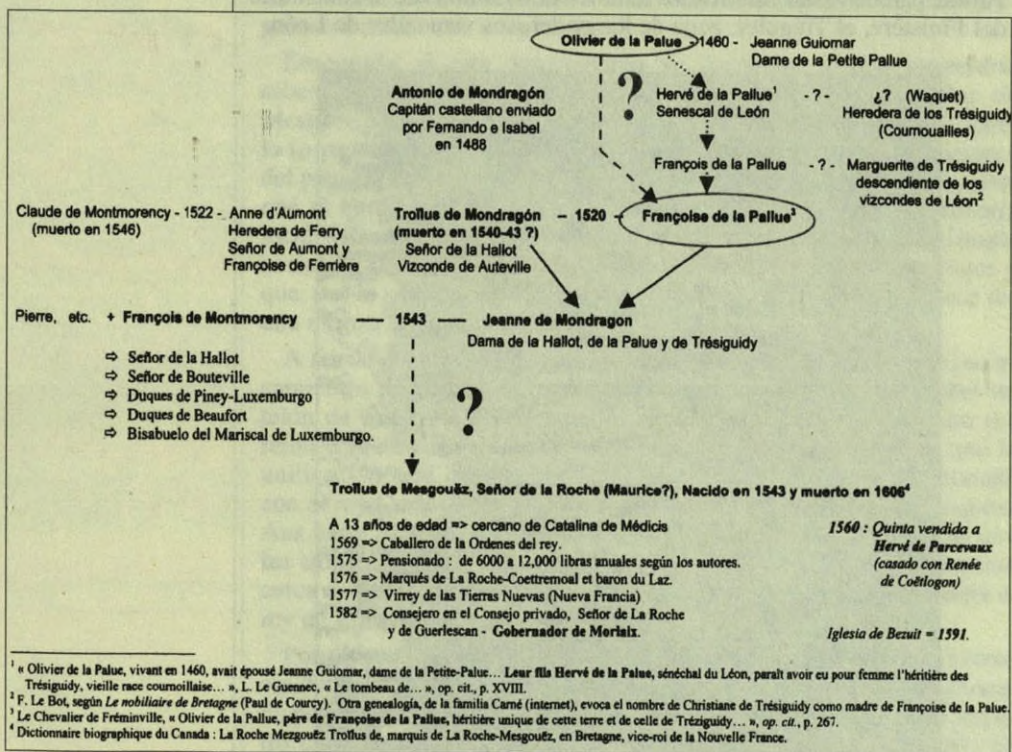 Olivier de la Palue -1460 - Jeanne Guiomar
Dame de la Petite Pallue
?
Antonio de Mondragón
Capitán castellano enviado
por Fernando e Isabel
en 1488
Hervé de la Pallue¹ - ? - ¿? (Waquet)
Senescal de León
Heredera de los Trésiguidy
(Cournouailles)
François de la Pallue - ? - Marguerite de Trésiguidy
descendiente de los
vizcondes de Léon²
Claude de Montmorency - 1522 - Anne d'Aumont
(muerto en 1546)
Heredera de Ferry
Señor de Aumont y
Françoise de Ferrière
Troïlus de Mondragón – 1520 – Françoise de la Pallue³
(muerto en 1540-43 ?)
Señor de la Hallot
Vizconde de Auteville
Pierre, etc. + François de Montmorency — 1543 — Jeanne de Mondragon
Dama de la Hallot, de la Palue y de Trésiguidy
⇨ Señor de la Hallot
⇨ Señor de Bouteville
⇨ Duques de Piney-Luxemburgo
⇨ Duques de Beaufort
⇨ Bisabuelo del Mariscal de Luxemburgo.
?
Troïlus de Mesgouëz, Señor de la Roche (Maurice?), Nacido en 1543 y muerto en 1606⁴
A 13 años de edad => cercano de Catalina de Médicis
1569 => Caballero de la Ordenes del rey.
1575 => Pensionado : de 6000 a 12,000 libras anuales según los autores.
1576 => Marqués de La Roche-Coettremoal et baron du Laz.
1577 => Virrey de las Tierras Nuevas (Nueva Francia)
1582 => Consejero en el Consejo privado, Señor de La Roche
y de Guerlescan - Gobernador de Morlaix.
1560 : Quinta vendida a
Hervé de Parcevaux
(casado con Renée
de Coëtlogon)
Iglesia de Bezuit = 1591.
¹ « Olivier de la Palue, vivant en 1460, avait épousé Jeanne Guiomar, dame de la Petite-Palue… Leur fils Hervé de la Palue, sénéchal du Léon, paraît avoir eu pour femme l'héritière des
Trésiguidy, vieille race cournoillaise… », L. Le Guennec, « Le tombeau de… », op. cit., p. XVIII.
² F. Le Bot, según Le nobiliaire de Bretagne (Paul de Courcy). Otra genealogía, de la familia Carné (internet), evoca el nombre de Christiane de Trésiguidy como madre de Françoise de la Palue.
³ Le Chevalier de Fréminville, « Olivier de la Pallue, père de Françoise de la Palue, héritière unique de cette terre et de celle de Tréziguidy… », op. cit., p. 267.
⁴ Dictionnaire biographique du Canada : La Roche Mezgouëz Troïlus de, marquis de La Roche-Mesgouëz, en Bretagne, vice-roi de la Nouvelle France.